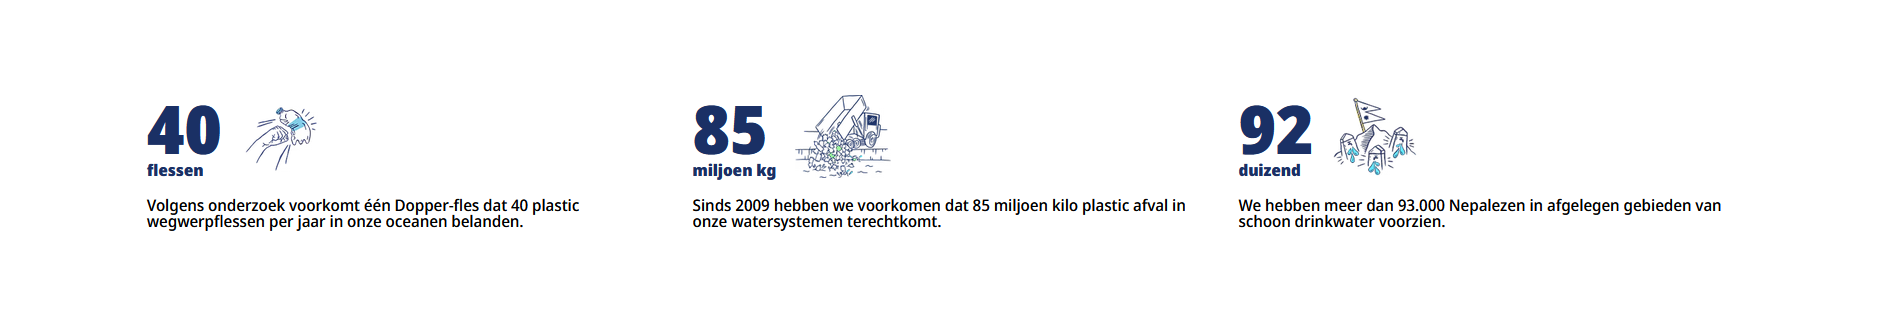 40
flessen
Volgens onderzoek voorkomt één Dopper-fles dat 40 plastic
wegwerpflessen per jaar in onze oceanen belanden.
85
miljoen kg
Sinds 2009 hebben we voorkomen dat 85 miljoen kilo plastic afval in
onze watersystemen terechtkomt.
92
duizend
We hebben meer dan 93.000 Nepalezen in afgelegen gebieden van
schoon drinkwater voorzien.